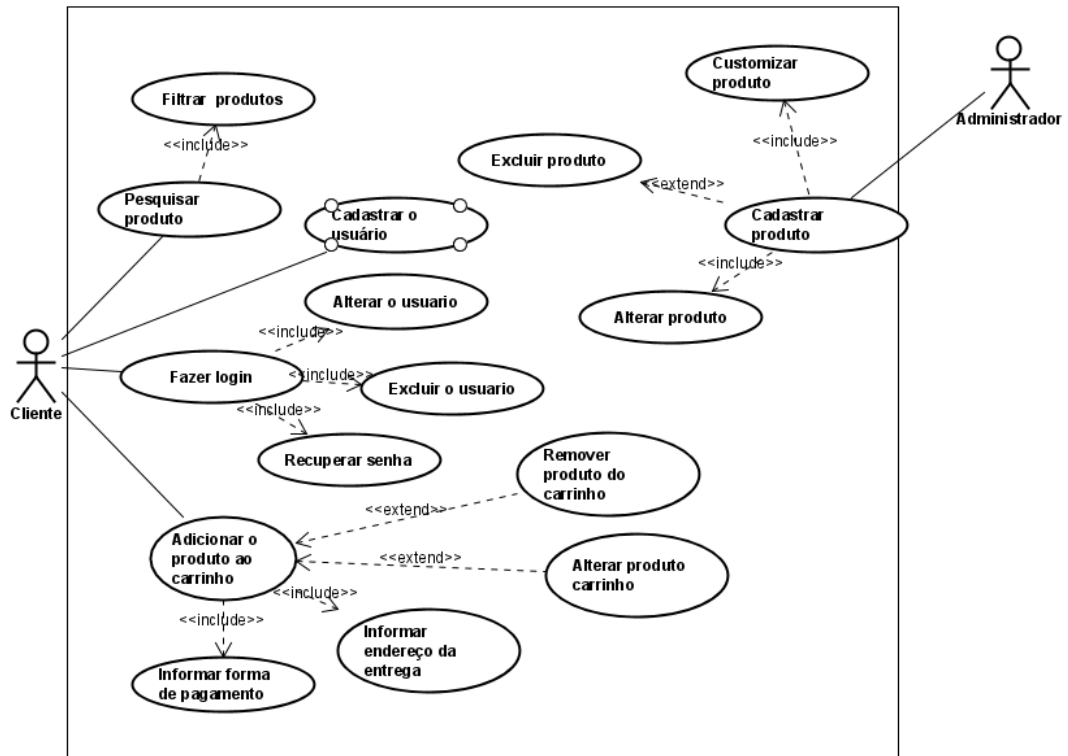 Customizar
produto
Administrador
Filtrar produtos
<<include>>
<<include>>
Excluir produto
<<extend>>
Pesquisar
produto
Cadastrar o
usuário
Cadastrar
produto
<<include>>
Alterar o usuario
Alterar produto
<<include>>
Fazer login
<<include>>
Excluir o usuario
Cliente
<<include>>
Recuperar senha
Remover
produto do
carrinho
<<extend>>
Adicionar o
produto ao
carrinho
<<extend>>
Alterar produto
carrinho
<<include>>
<<include>>
Informar
endereço da
entrega
Informar forma
de pagamento